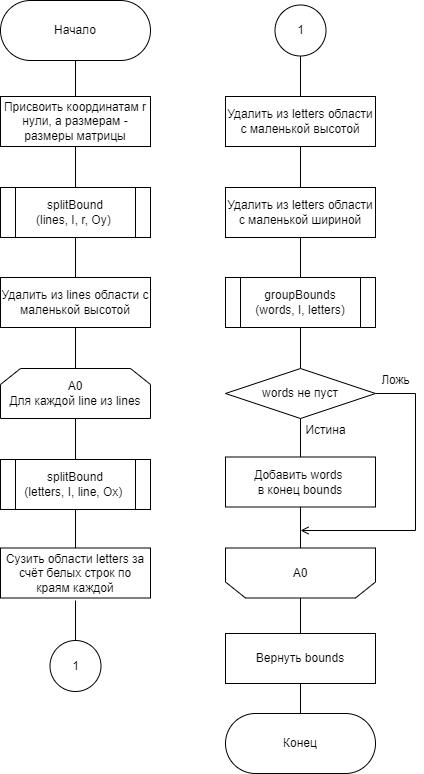 Начало
Присвоить координатам r
нули, а размерам -
размеры матрицы
splitBound
(lines, I, r, Oy)
Удалить из lines области с
маленькой высотой
A0
Для каждой line из lines
splitBound
(letters, I, line, Ox)
Сузить области letters за
счёт белых строк по
краям каждой
1
1
Удалить из letters области
с маленькой высотой
Удалить из letters области
с маленькой шириной
groupBounds
(words, I, letters)
words не пуст
Ложь
Истина
Добавить words
в конец bounds
A0
Вернуть bounds
Конец